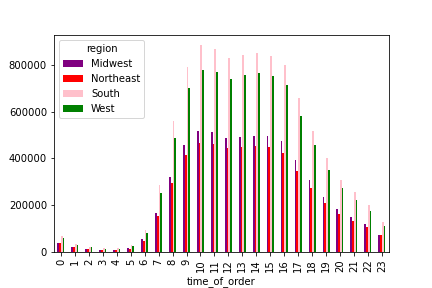 region
Midwest
Northeast
South
West
800000
600000
400000
200000
0
0 1 2 3 4 5 6 7 8 9 10 11 12 13 14 15 16 17 18 19 20 21 22 23
time_of_order